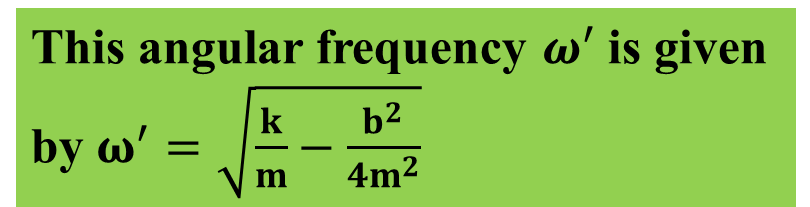 This angular frequency ω′ is given
by ω′ = √(k/m − b²/4m²)